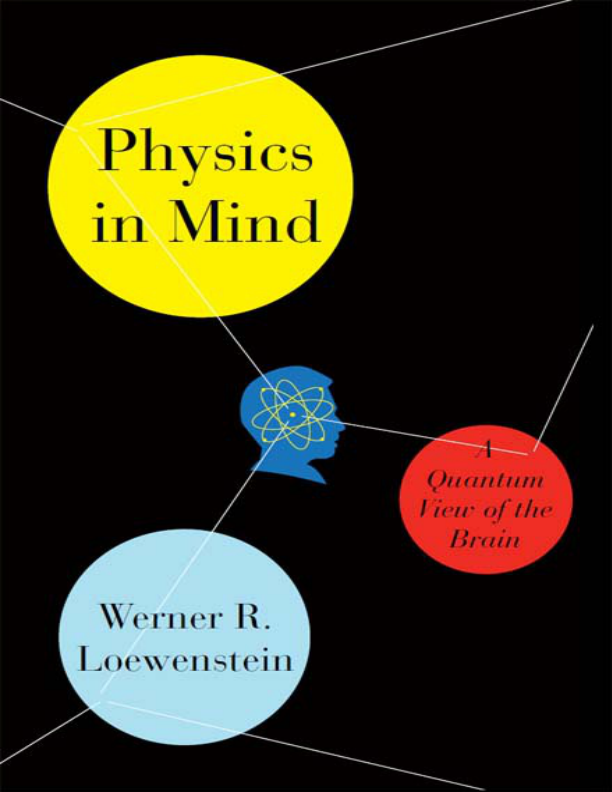 Physics
in Mind
A
Quantum
View of the
Brain
Werner R.
Loewenstein